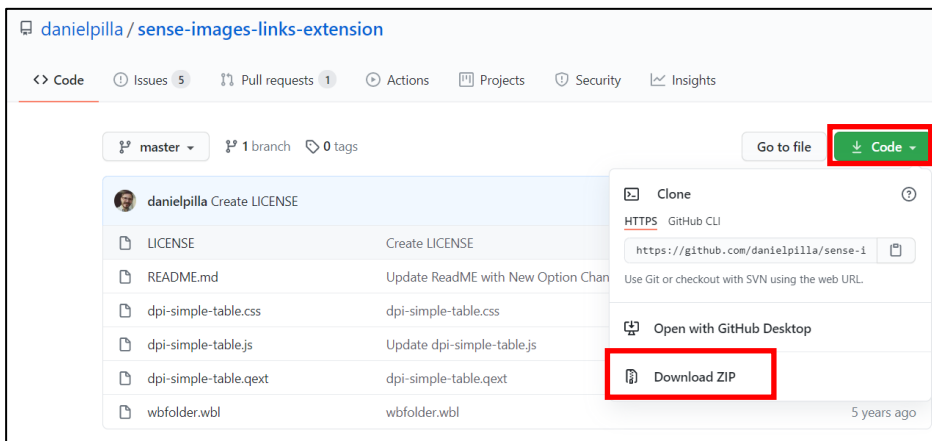 danielpilla / sense-images-links-extension
<> Code Issues 5 Pull requests 1 Actions Projects Security Insights
master 1 branch 0 tags Go to file Code
danielpilla Create LICENSE
Clone ?
HTTPS GitHub CLI
LICENSE Create LICENSE
https://github.com/danielpilla/sense-i
README.md Update ReadME with New Option Chan
Use Git or checkout with SVN using the web URL.
dpi-simple-table.css dpi-simple-table.css
Open with GitHub Desktop
dpi-simple-table.js Update dpi-simple-table.js
dpi-simple-table.qext dpi-simple-table.qext
Download ZIP
wbfolder.wbl wbfolder.wbl 5 years ago